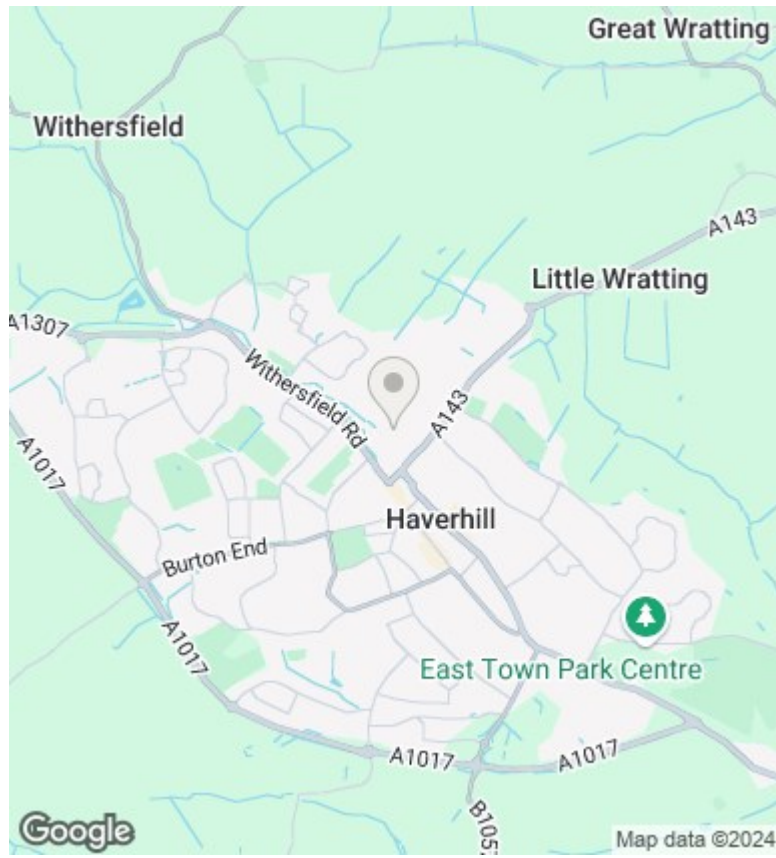 Great Wratting
Withersfield
A143
Little Wratting
A1307
Withersfield Rd
A143
A1017
Haverhill
Burton End
A1017
East Town Park Centre
A1017
A1017
Google
Map data ©2024